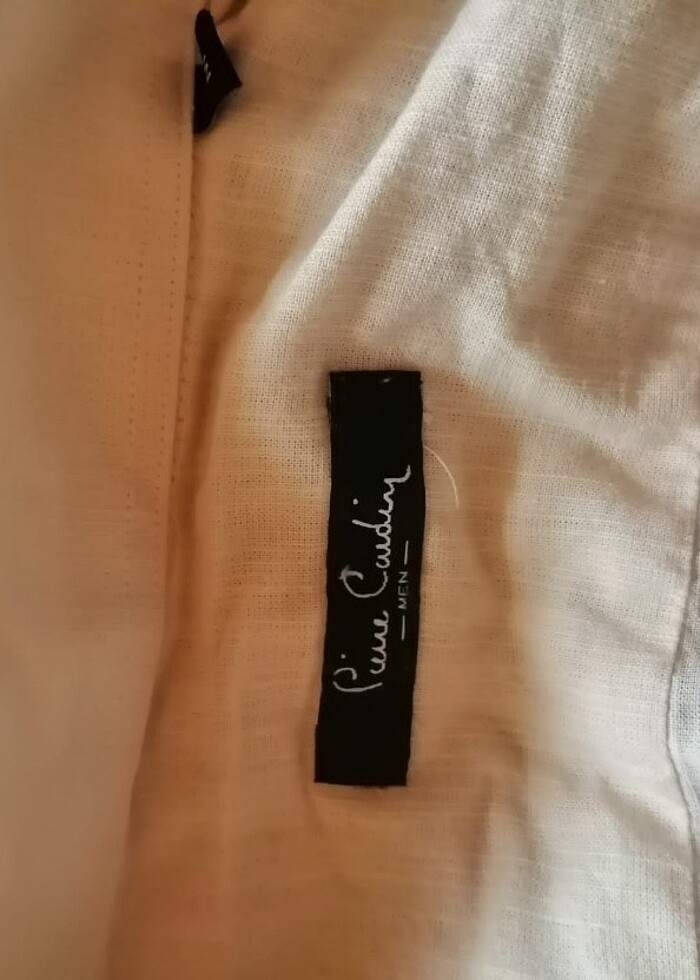 Pierre Cardin
— MEN —